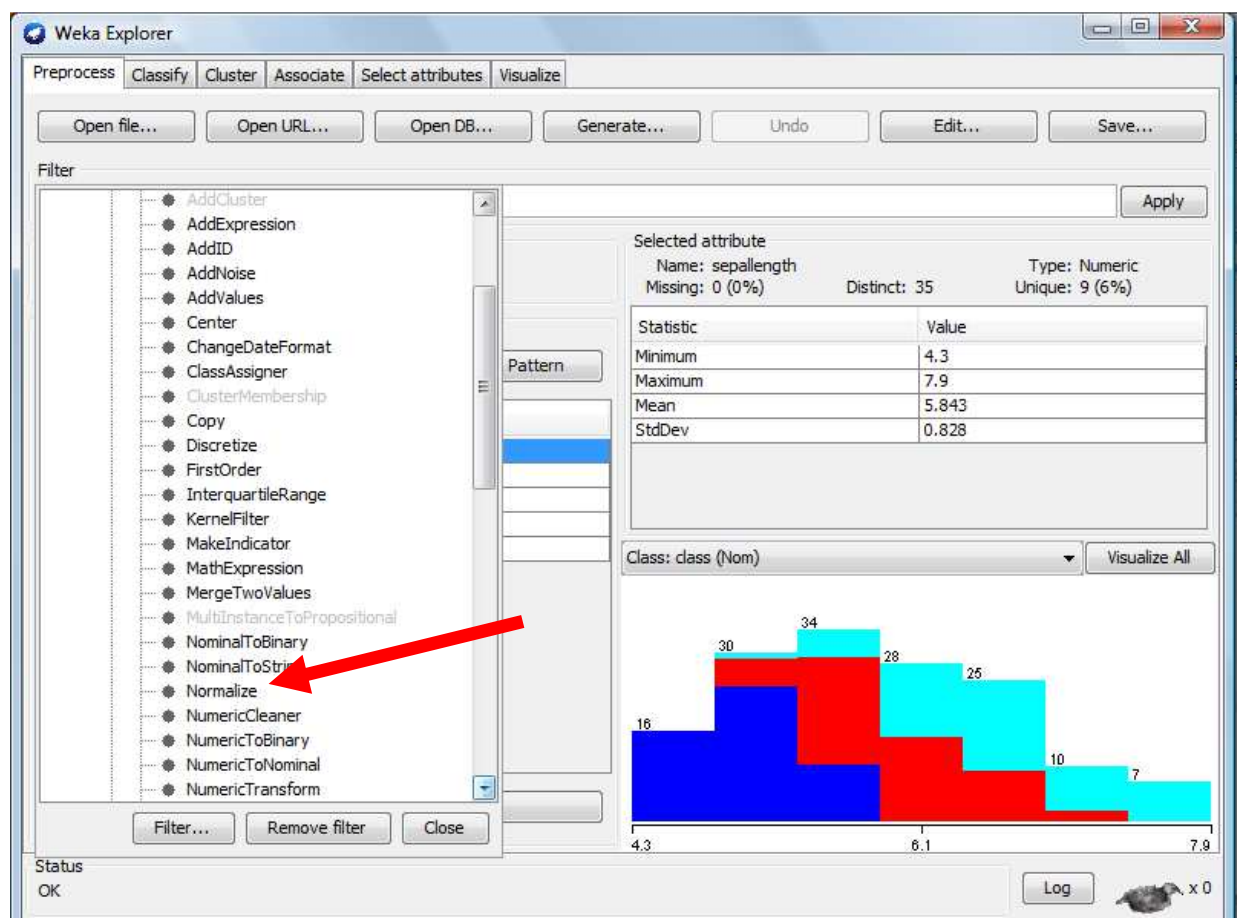 Weka Explorer
Preprocess Classify Cluster Associate Select attributes Visualize
Open file... Open URL... Open DB... Generate... Undo Edit... Save...
Filter
Apply
AddCluster
AddExpression
AddID
AddNoise
AddValues
Center
ChangeDateFormat
ClassAssigner
ClusterMembership
Copy
Discretize
FirstOrder
InterquartileRange
KernelFilter
MakeIndicator
MathExpression
MergeTwoValues
MultiInstanceToPropositional
NominalToBinary
NominalToStri
Normalize
NumericCleaner
NumericToBinary
NumericToNominal
NumericTransform
Filter... Remove filter Close
Pattern
Selected attribute
Name: sepallength Type: Numeric
Missing: 0 (0%) Distinct: 35 Unique: 9 (6%)
Statistic Value
Minimum 4.3
Maximum 7.9
Mean 5.843
StdDev 0.828
Class: class (Nom) Visualize All
16 30 34 28 25 10 7
4.3 6.1 7.9
Status
OK
Log x 0